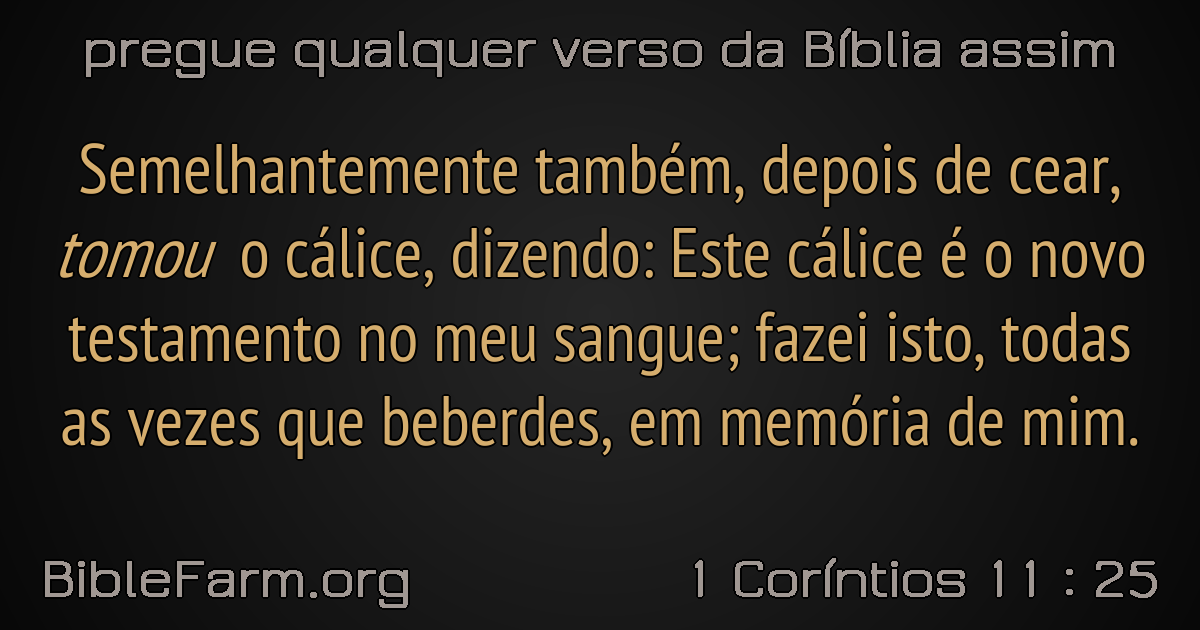 pregue qualquer verso da Bíblia assim
Semelhantemente também, depois de cear,
tomou o cálice, dizendo: Este cálice é o novo
testamento no meu sangue; fazei isto, todas
as vezes que beberdes, em memória de mim.
BibleFarm.org
1 Coríntios 11 : 25